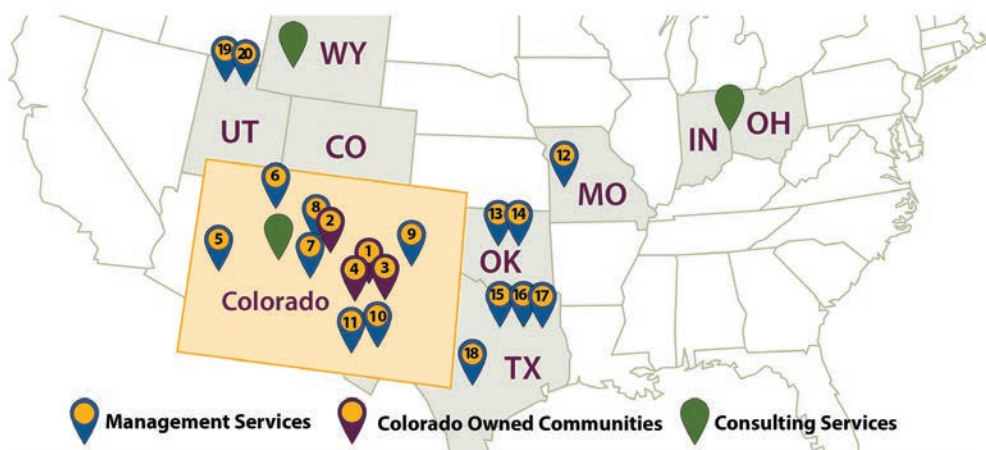 WY
19 20
UT
CO
IN
OH
12
MO
6
8
2
5
7
1
9
4
3
13 14
OK
Colorado
11 10
15 16 17
18
TX
Management Services
Colorado Owned Communities
Consulting Services